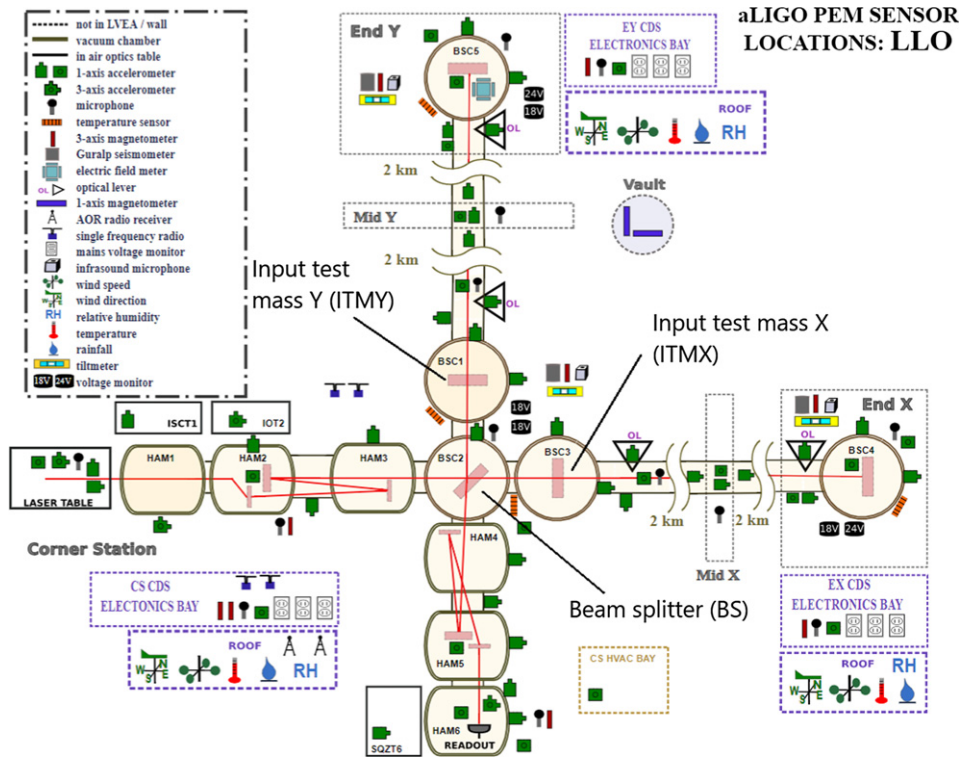 aLIGO PEM SENSOR
LOCATIONS: LLO
not in LVEA / wall
vacuum chamber
in air optics table
1-axis accelerometer
3-axis accelerometer
microphone
temperature sensor
3-axis magnetometer
Guralp seismometer
electric field meter
OL
optical lever
1-axis magnetometer
AOR radio receiver
single frequency radio
mains voltage monitor
infrasound microphone
wind speed
W N S E
wind direction
RH
relative humidity
temperature
rainfall
tiltmeter
18V 24V voltage monitor
End Y
BSC5
24V
18V
OL
EY CDS
ELECTRONICS BAY
ROOF
W N S E
RH
2 km
Mid Y
2 km
Vault
Input test
mass Y (ITMY)
OL
Input test mass X
(ITMX)
BSC1
18V
18V
ISCT1
IOT2
HAM1
HAM2
HAM3
BSC2
BSC3
OL
LASER TABLE
2 km
2 km
Mid X
End X
OL
BSC4
18V 24V
Corner Station
HAM4
Beam splitter (BS)
CS CDS
ELECTONICS BAY
ROOF
W N S E
RH
HAM5
CS HVAC BAY
SQZT6
HAM6
READOUT
EX CDS
ELECTRONICS BAY
ROOF
RH
W N S E